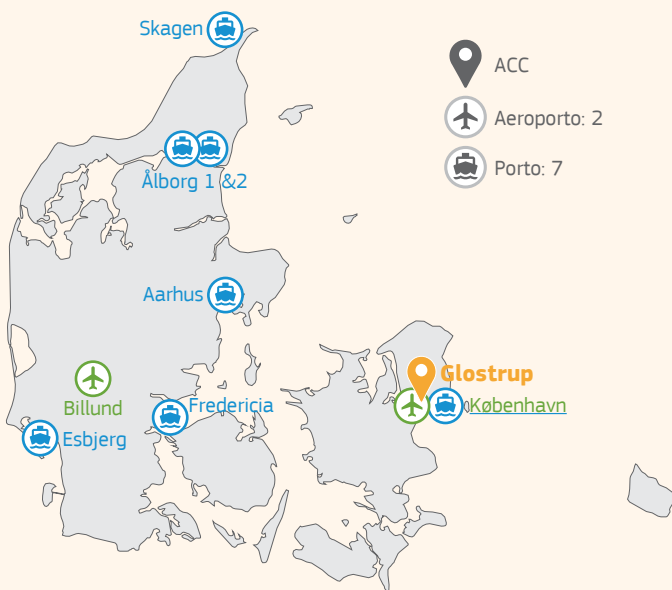 Skagen
ACC
Aeroporto: 2
Porto: 7
Ålborg 1 &2
Aarhus
Glostrup
Billund
Fredericia
København
Esbjerg